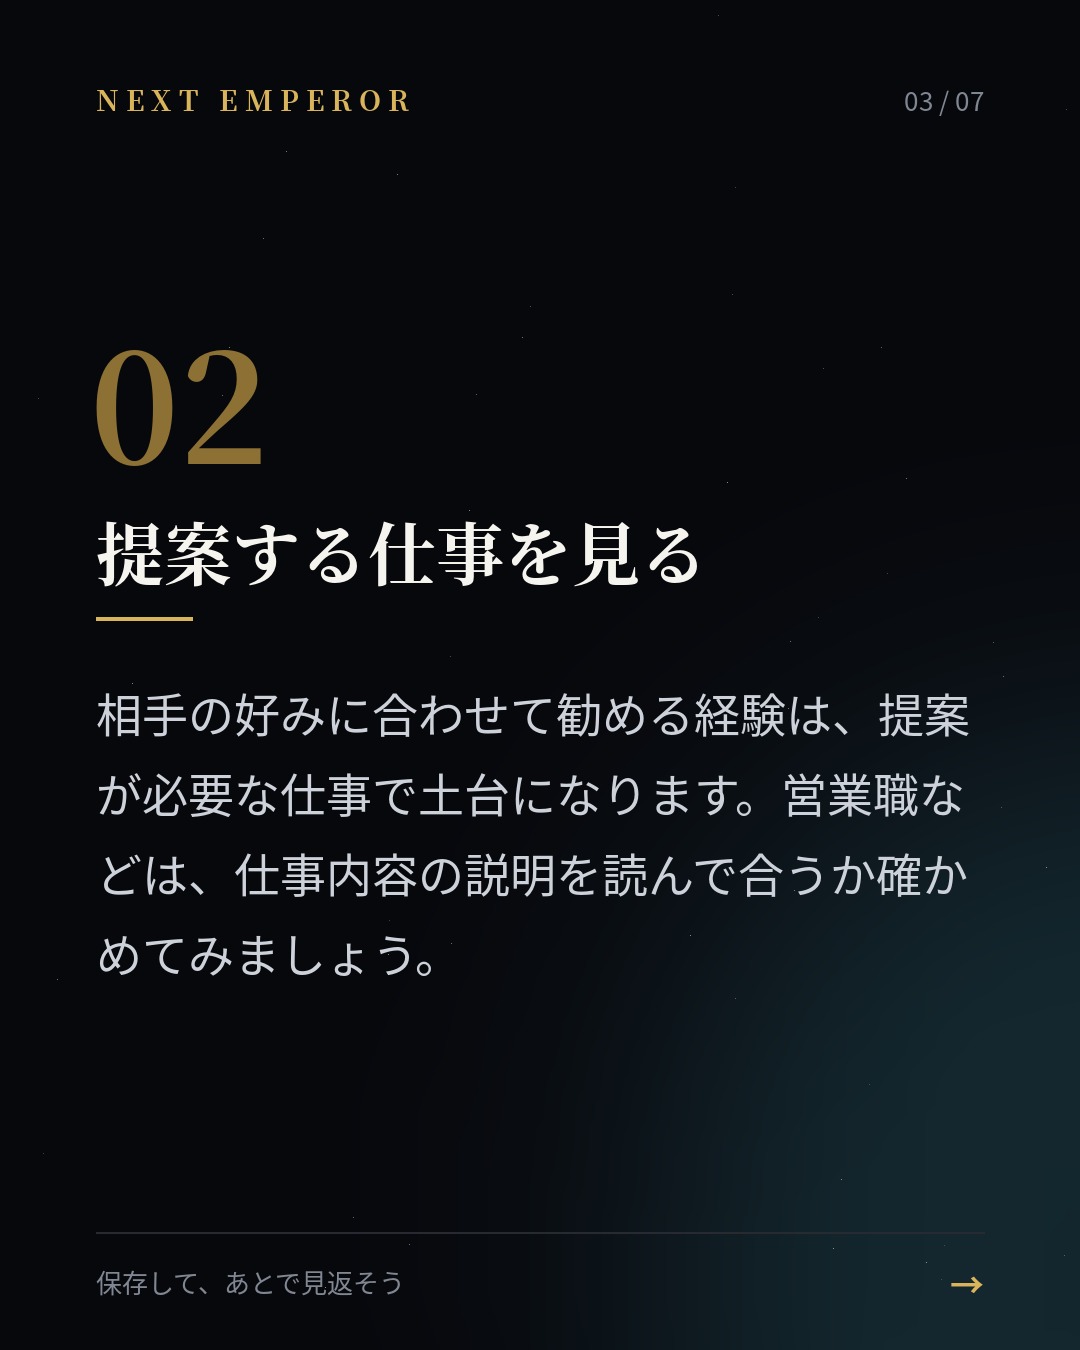 NEXT EMPEROR
03 / 07
02
提案する仕事を見る
相手の好みに合わせて勧める経験は、提案
が必要な仕事で土台になります。営業職な
どは、仕事内容の説明を読んで合うか確か
めてみましょう。
保存して、あとで見返そう
→